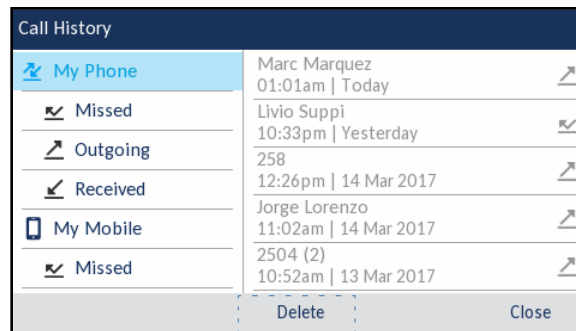 Call History
My Phone
Missed
Outgoing
Received
My Mobile
Missed
Marc Marquez
01:01am | Today
Livio Suppi
10:33pm | Yesterday
258
12:26pm | 14 Mar 2017
Jorge Lorenzo
11:02am | 14 Mar 2017
2504 (2)
10:52am | 13 Mar 2017
Delete
Close